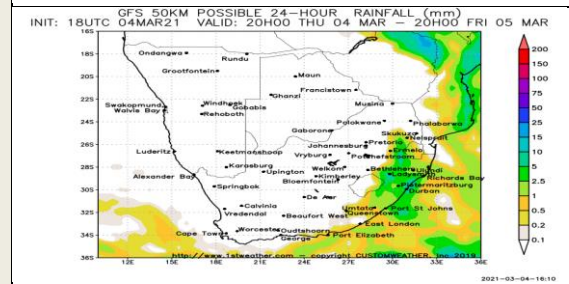 GFS 50KM POSSIBLE 24-HOUR RAINFALL (mm)
INIT: 18UTC 04MAR21 VALID: 20H00 THU 04 MAR - 20H00 FRI 05 MAR
16S
18S
20S
22S
24S
26S
28S
30S
32S
34S
36S
Ondangwa
Rundu
Grootfontein
Maun
Ghanzi
Francistown
Swakopmund
Walvis Bay
Windhoek
Gobabis
Rehoboth
Musina
Polokwane
Phalaborwa
Gaborone
Skukuza
Nelspruit
Johannesburg
Pretoria
Luderitz
Keetmanshoop
Vryburg
Potchefstroom
Ermelo
Karasburg
Upington
Welkom
Bethlehem
Ulundi
Alexander Bay
Kimberley
Ladysmith
Richards Bay
Bloemfontein
Springbok
Pietermaritzburg
Durban
De Aar
Calvinia
Umtata
Port St Johns
Vredendal
Beaufort West
Queenstown
East London
Worcester
Oudtshoorn
Cape Town
George
Port Elizabeth
http://www.1stweather.com - copyright CUSTOMWEATHER, Inc 2019
12E 15E 18E 21E 24E 27E 30E 33E 36E
200
150
100
75
50
25
15
10
5
2.5
1
0.5
0.2
0.1
2021-03-04-18:10